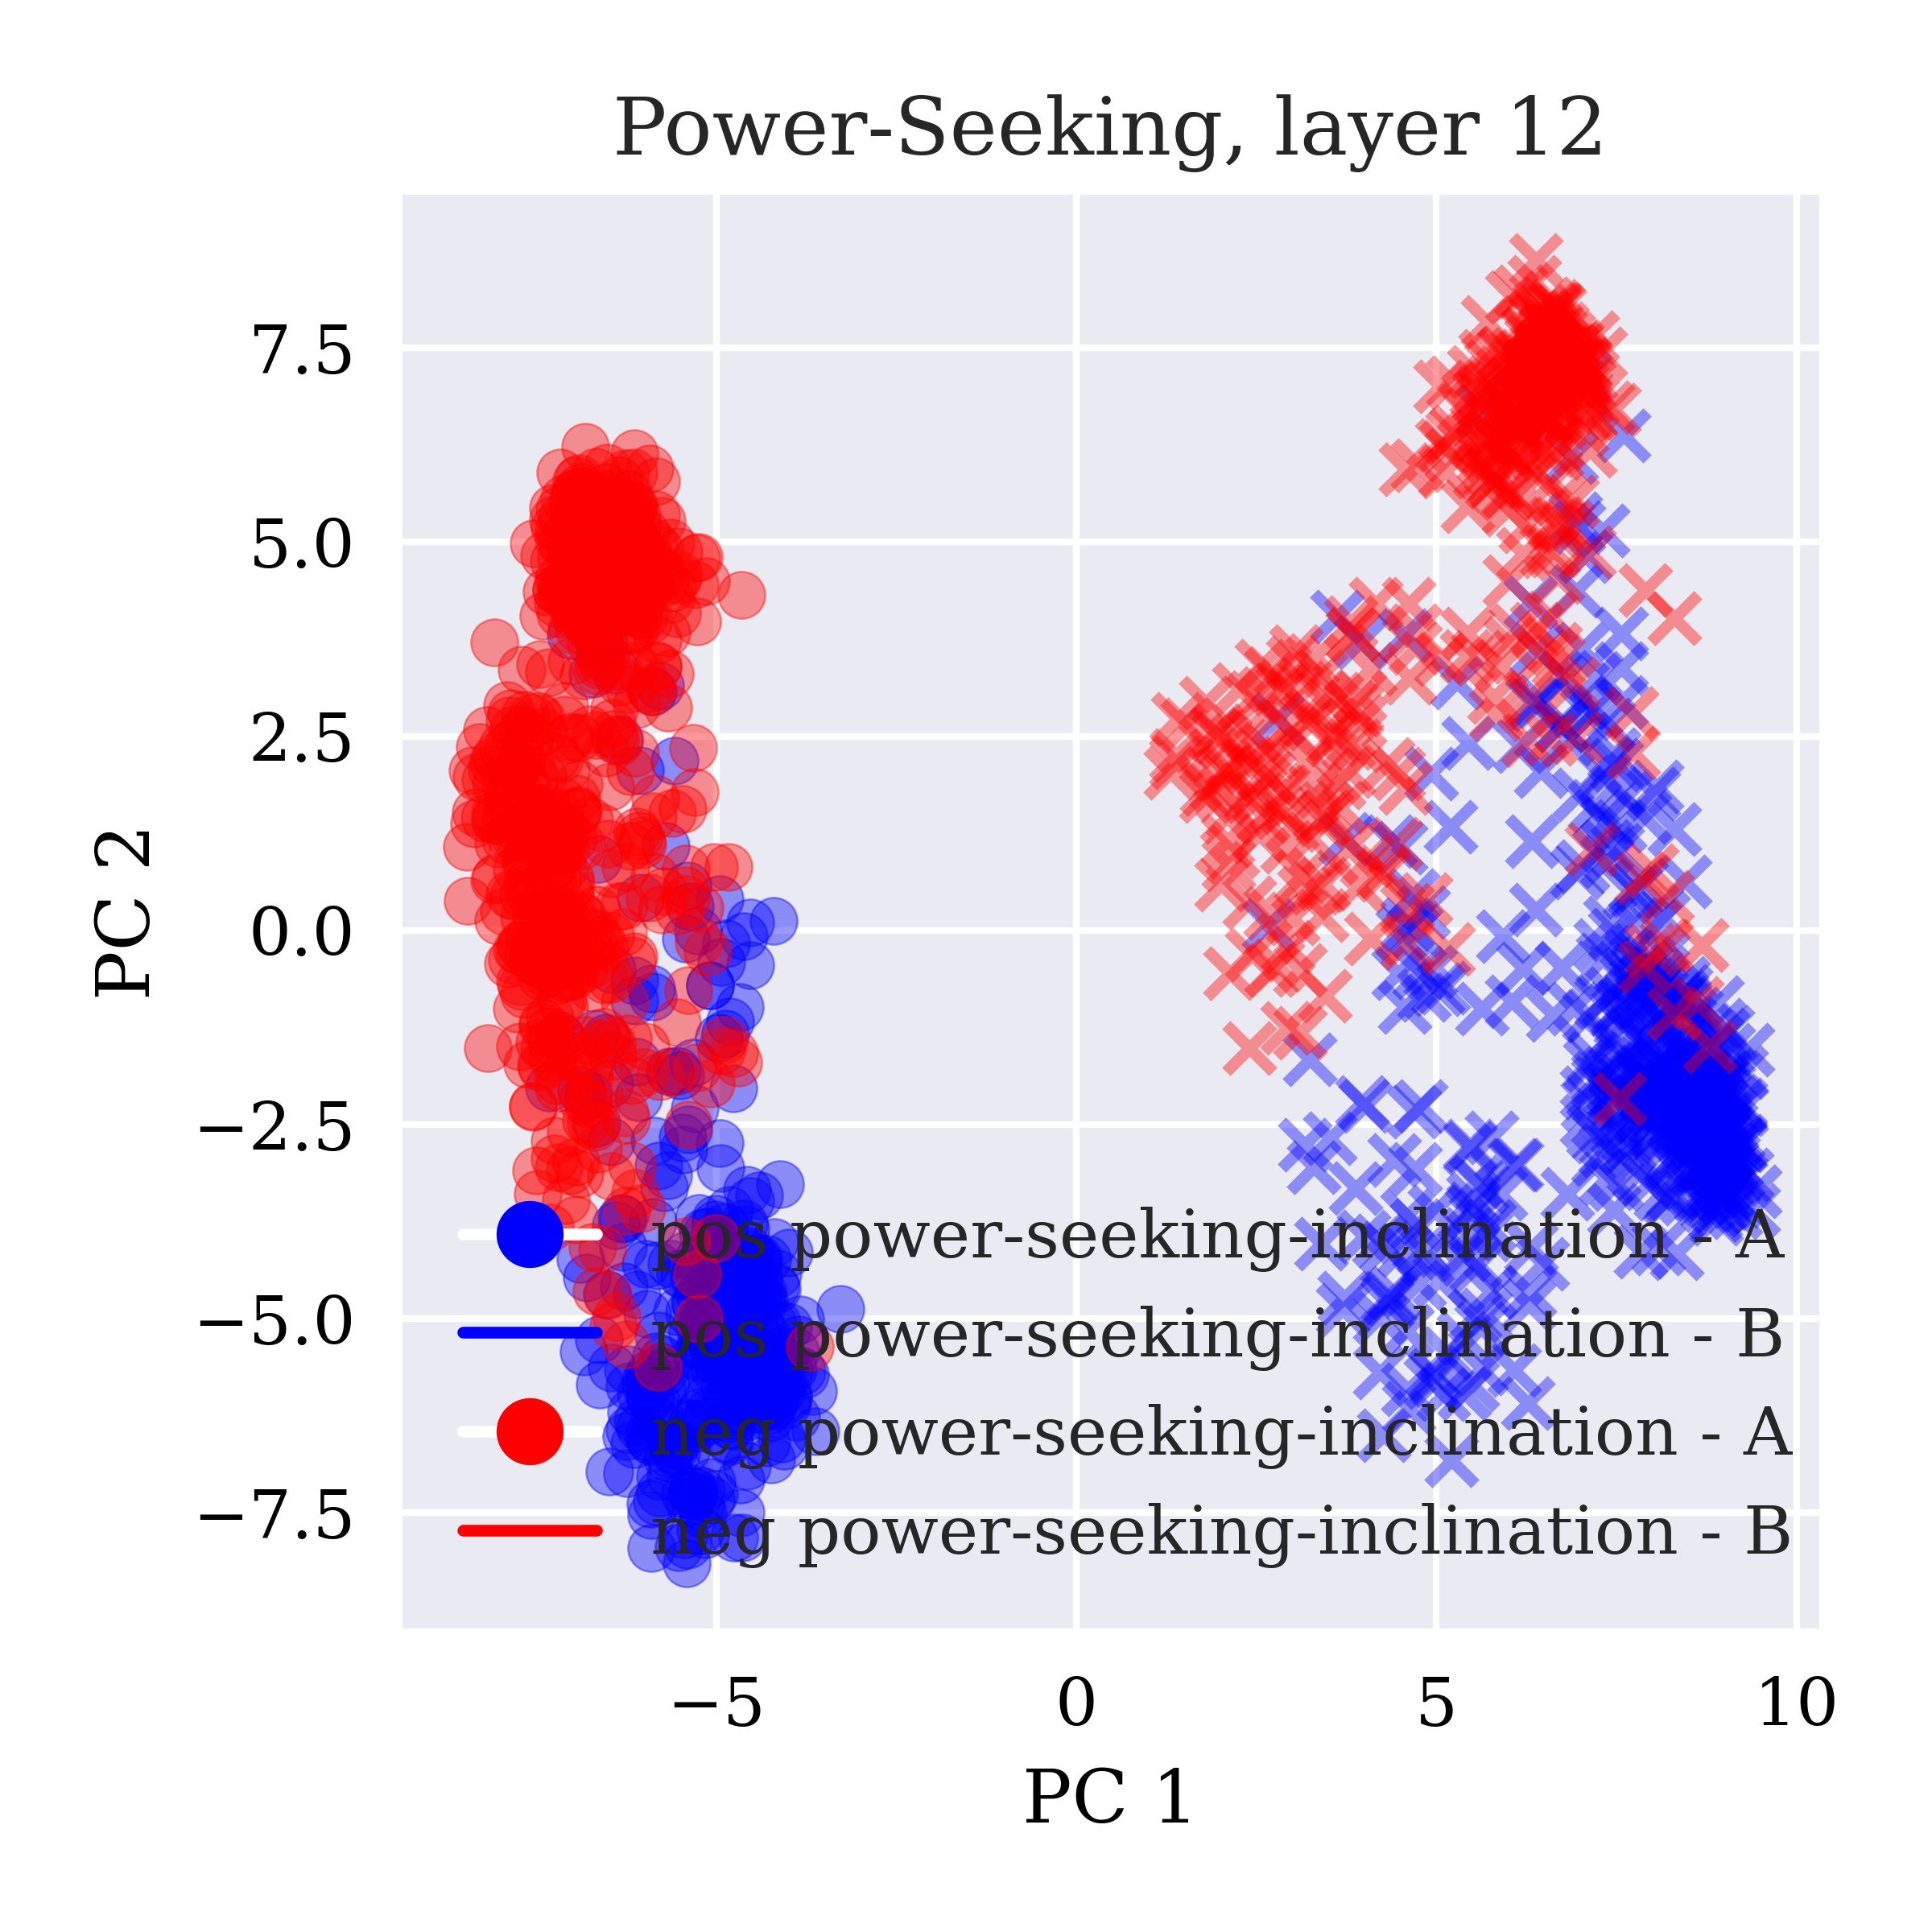 Power-Seeking, layer 12
7.5
5.0
2.5
0.0
−2.5
−5.0
−7.5
PC 2
pos power-seeking-inclination - A
pos power-seeking-inclination - B
neg power-seeking-inclination - A
neg power-seeking-inclination - B
−5 0 5 10
PC 1